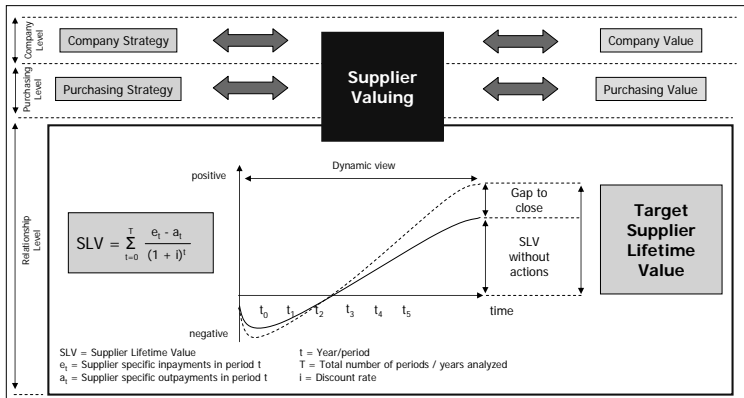 Company Level
Company Strategy
Company Value
Purchasing Level
Purchasing Strategy
Supplier
Valuing
Purchasing Value
Relationship Level
Dynamic view
positive
Gap to
close
SLV = Σ t=0 T (e_t - a_t) / (1 + i)^t
SLV
without
actions
Target
Supplier
Lifetime
Value
t0 t1 t2 t3 t4 t5 time
negative
SLV = Supplier Lifetime Value
e_t = Supplier specific inpayments in period t
a_t = Supplier specific outpayments in period t
t = Year/period
T = Total number of periods / years analyzed
i = Discount rate